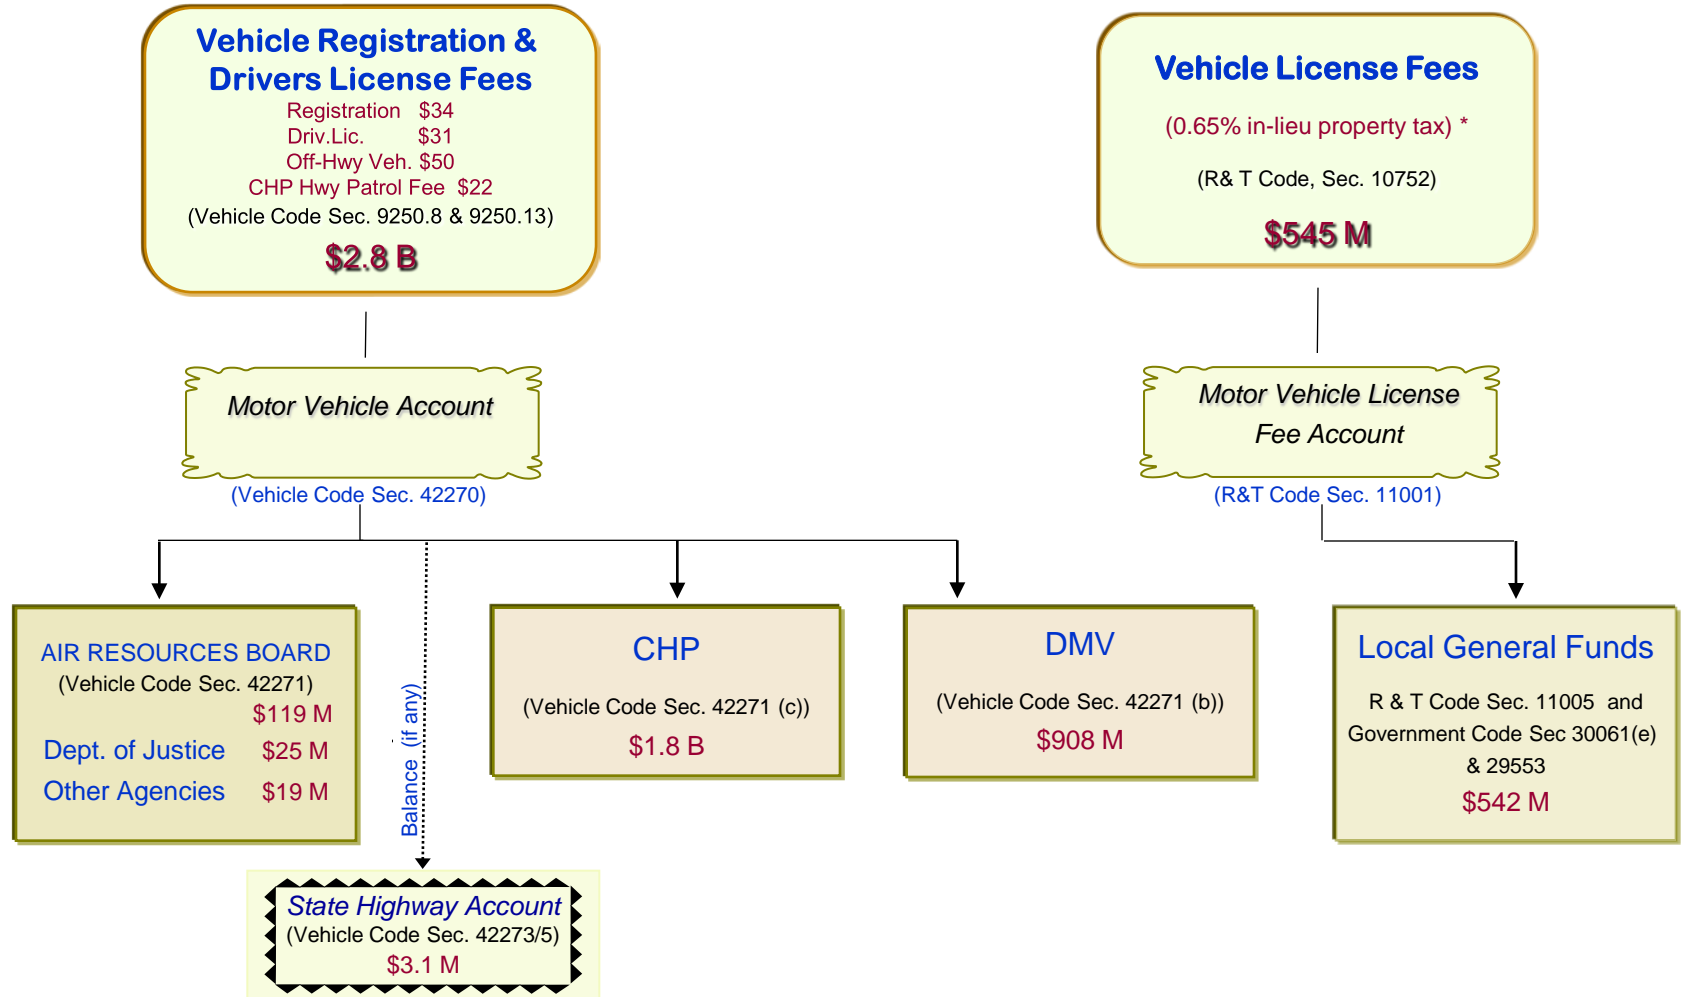 Vehicle Registration &
Drivers License Fees
Registration $34
Driv.Lic. $31
Off-Hwy Veh. $50
CHP Hwy Patrol Fee $22
(Vehicle Code Sec. 9250.8 & 9250.13)
$2.8 B
Vehicle License Fees
(0.65% in-lieu property tax) *
(R& T Code, Sec. 10752)
$545 M
Motor Vehicle Account
(Vehicle Code Sec. 42270)
Motor Vehicle License
Fee Account
(R&T Code Sec. 11001)
AIR RESOURCES BOARD
(Vehicle Code Sec. 42271)
$119 M
Dept. of Justice $25 M
Other Agencies $19 M
Balance (if any)
CHP
(Vehicle Code Sec. 42271 (c))
$1.8 B
DMV
(Vehicle Code Sec. 42271 (b))
$908 M
Local General Funds
R & T Code Sec. 11005 and
Government Code Sec 30061(e)
& 29553
$542 M
State Highway Account
(Vehicle Code Sec. 42273/5)
$3.1 M